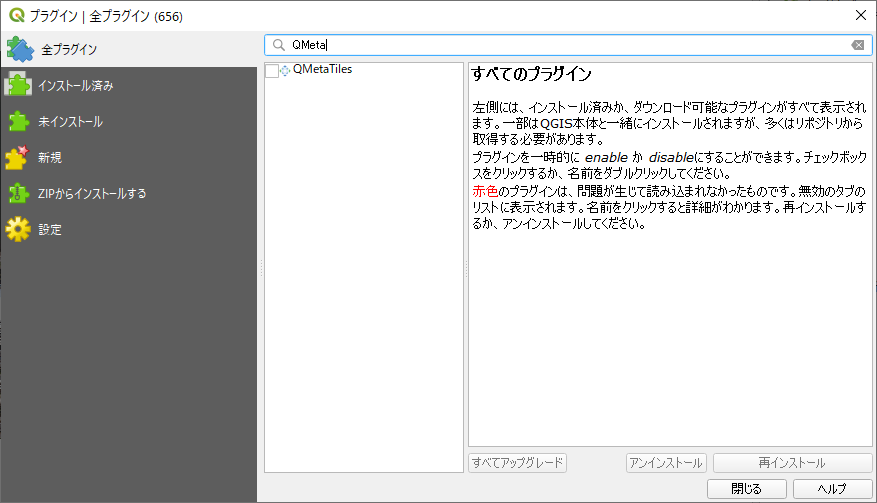 プラグイン | 全プラグイン (656)
全プラグイン
インストール済み
未インストール
新規
ZIPからインストールする
設定
QMeta
QMetaTiles
すべてのプラグイン
左側には、インストール済みか、ダウンロード可能なプラグインがすべて表示され
ます。一部はQGIS本体と一緒にインストールされますが、多くはリポジトリから
取得する必要があります。
プラグインを一時的に enable か disableにすることができます。チェックボック
スをクリックするか、名前をダブルクリックしてください。
赤色のプラグインは、問題が生じて読み込まれなかったものです。無効のタブの
リストに表示されます。名前をクリックすると詳細がわかります。再インストールす
るか、アンインストールしてください。
すべてアップグレード
アンインストール
再インストール
閉じる
ヘルプ